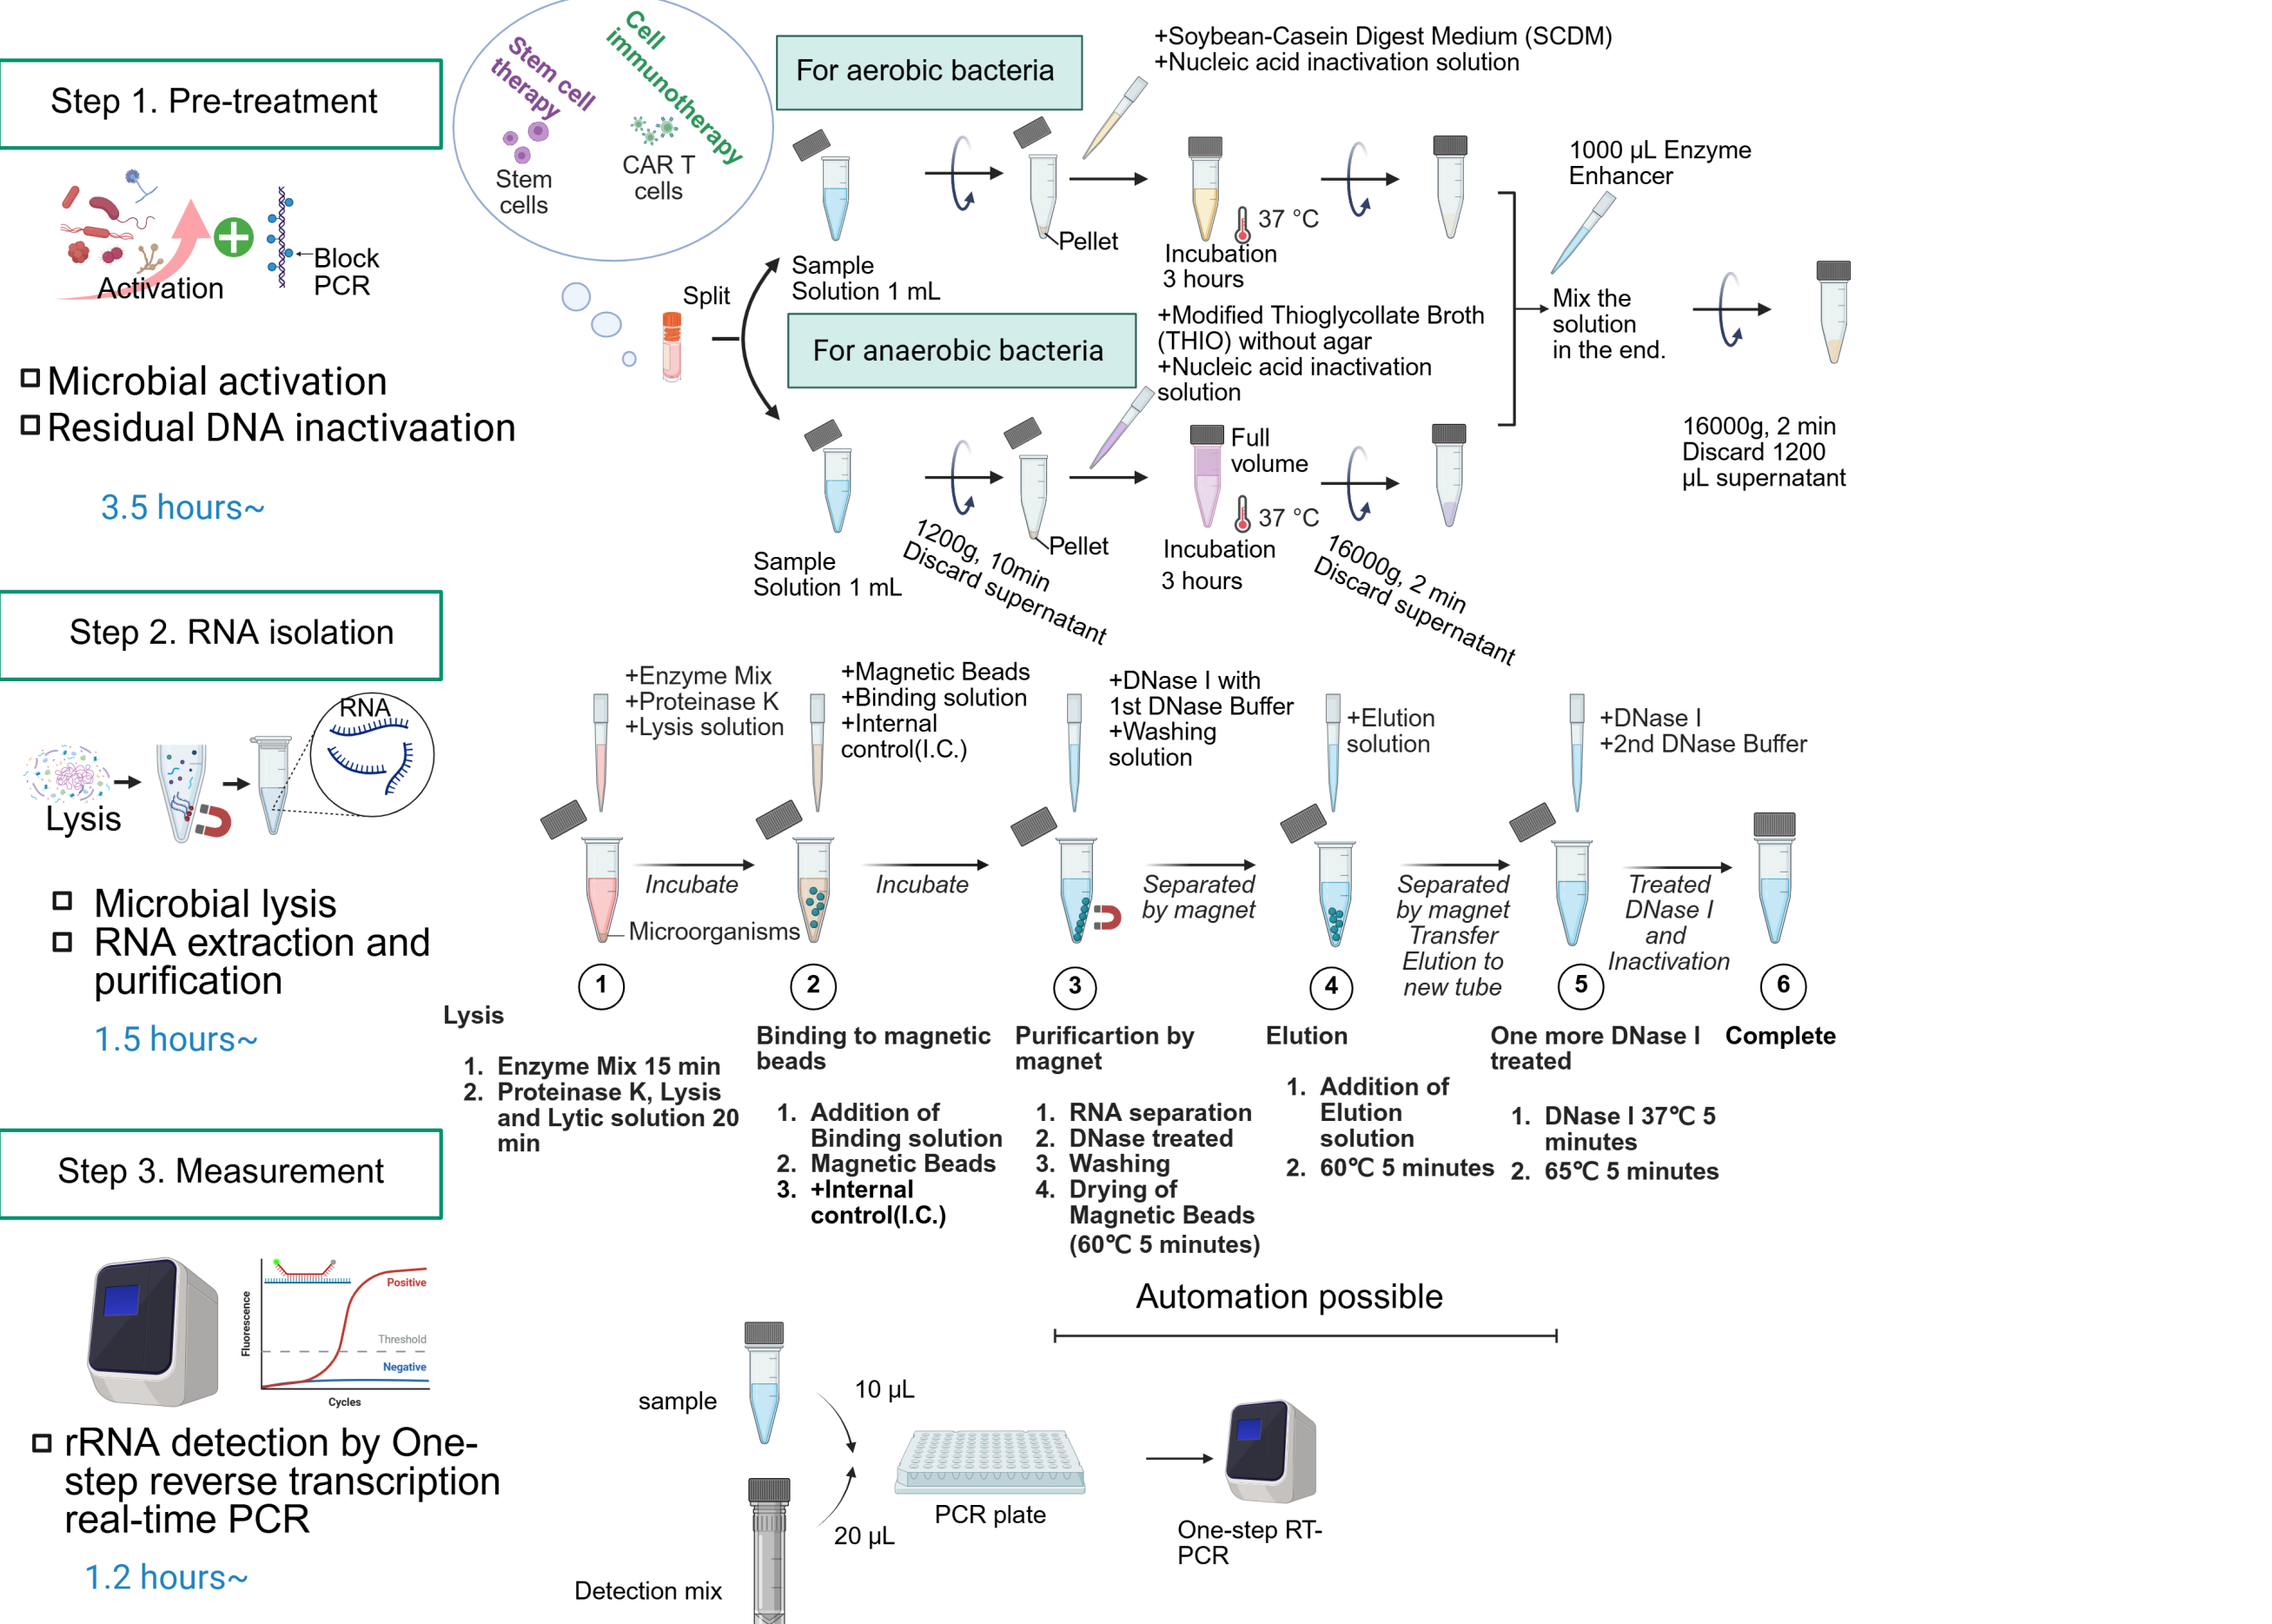 Step 1. Pre-treatment
Activation
Block
PCR
Microbial activation
Residual DNA inactivaation
3.5 hours~
Stem cell
therapy
Cell
immunotherapy
Stem
cells
CAR T
cells
Split
For aerobic bacteria
+Soybean-Casein Digest Medium (SCDM)
+Nucleic acid inactivation solution
Sample
Solution 1 mL
Pellet
37 °C
Incubation
3 hours
For anaerobic bacteria
+Modified Thioglycollate Broth
(THIO) without agar
+Nucleic acid inactivation
solution
Sample
Solution 1 mL
1200g, 10min
Discard supernatant
Pellet
Full
volume
37 °C
Incubation
3 hours
16000g, 2 min
Discard supernatant
1000 µL Enzyme
Enhancer
Mix the
solution
in the end.
16000g, 2 min
Discard 1200
µL supernatant
Step 2. RNA isolation
RNA
Lysis
Microbial lysis
RNA extraction and
purification
1.5 hours~
+Enzyme Mix
+Proteinase K
+Lysis solution
+Magnetic Beads
+Binding solution
+Internal
control(I.C.)
+DNase I with
1st DNase Buffer
+Washing
solution
+Elution
solution
+DNase I
+2nd DNase Buffer
Incubate
Microorganisms
Incubate
Separated
by magnet
Separated
by magnet
Transfer
Elution to
new tube
Treated
DNase I
and
Inactivation
1
2
3
4
5
6
Lysis
1. Enzyme Mix 15 min
2. Proteinase K, Lysis
and Lytic solution 20
min
Binding to magnetic
beads
1. Addition of
Binding solution
2. Magnetic Beads
3. +Internal
control(I.C.)
Purificartion by
magnet
1. RNA separation
2. DNase treated
3. Washing
4. Drying of
Magnetic Beads
(60℃ 5 minutes)
Elution
1. Addition of
Elution
solution
2. 60℃ 5 minutes
One more DNase I
treated
1. DNase I 37℃ 5
minutes
2. 65℃ 5 minutes
Complete
Automation possible
Step 3. Measurement
Fluorescence
Positive
Threshold
Negative
Cycles
rRNA detection by One-
step reverse transcription
real-time PCR
1.2 hours~
sample
10 µL
20 µL
Detection mix
PCR plate
One-step RT-
PCR